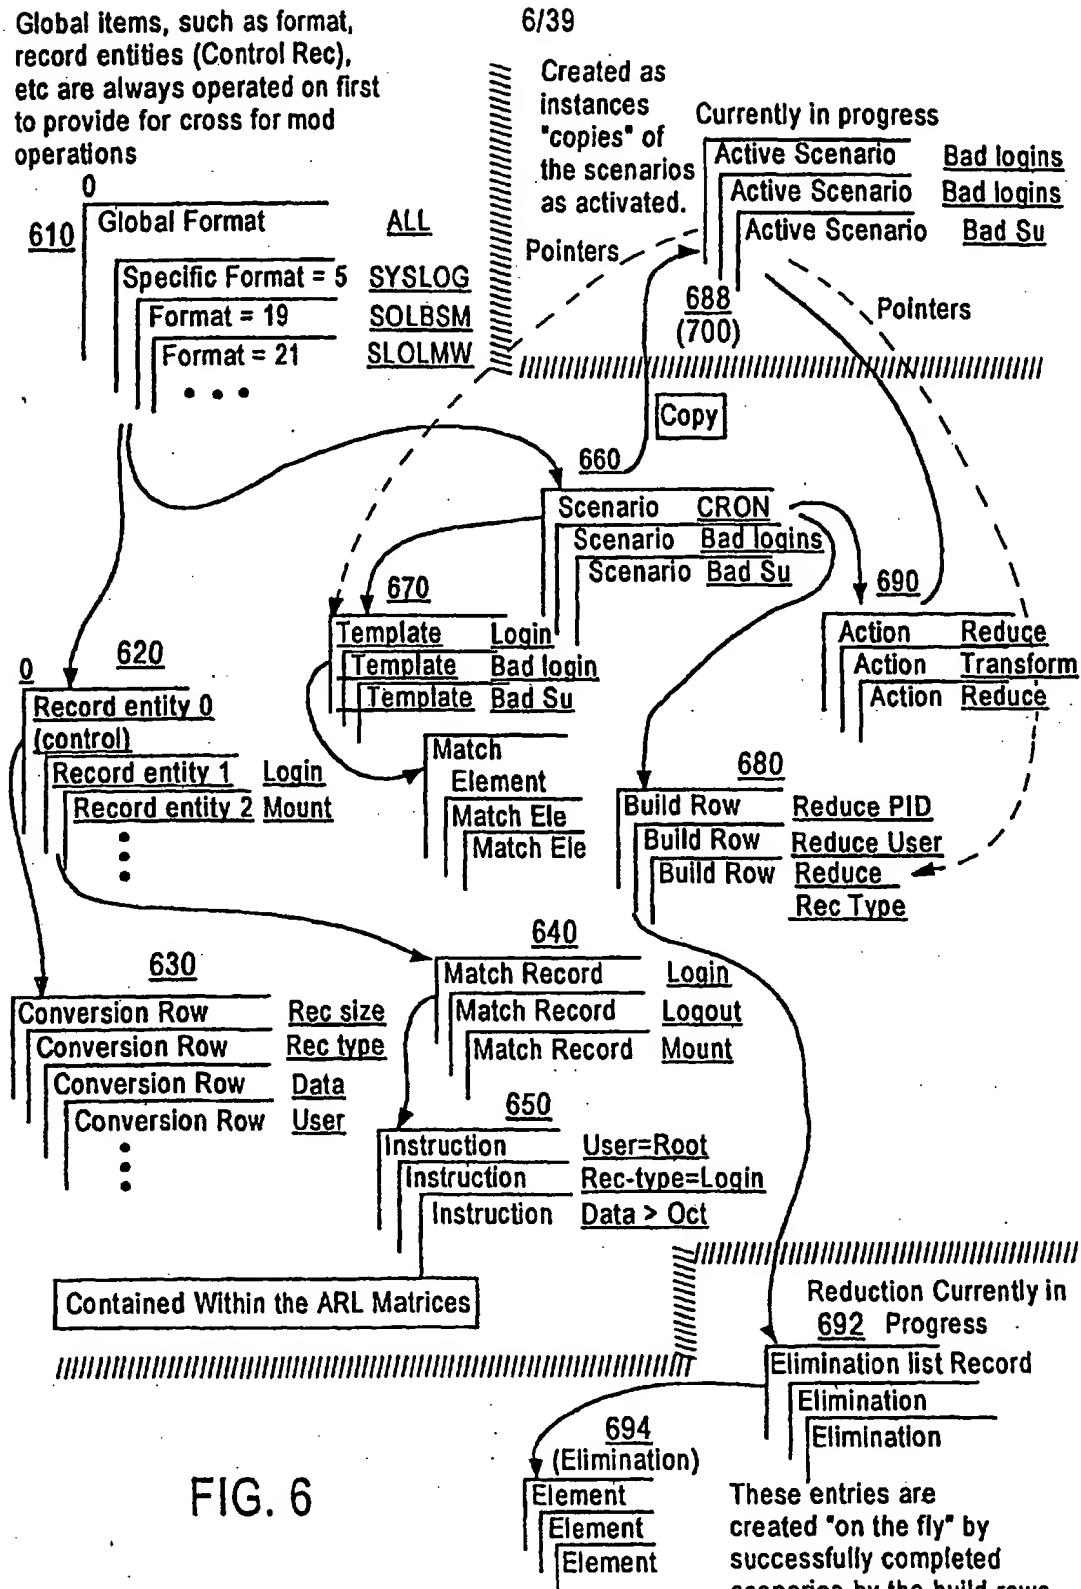 Global items, such as format,
record entities (Control Rec),
etc are always operated on first
to provide for cross for mod
operations
6/39
Created as
instances
"copies" of
the scenarios
as activated.
Currently in progress
Active Scenario Bad logins
Active Scenario Bad logins
Active Scenario Bad Su
Pointers
688
(700)
Pointers
0
610
Global Format ALL
Specific Format = 5 SYSLOG
Format = 19 SOLBSM
Format = 21 SLOLMW
• • •
Copy
660
Scenario CRON
Scenario Bad logins
Scenario Bad Su
670
Template Login
Template Bad login
Template Bad Su
690
Action Reduce
Action Transform
Action Reduce
0
620
Record entity 0
(control)
Record entity 1 Login
Record entity 2 Mount
Match
Element
Match Ele
Match Ele
680
Build Row Reduce PID
Build Row Reduce User
Build Row Reduce
Rec Type
630
Conversion Row Rec size
Conversion Row Rec type
Conversion Row Data
Conversion Row User
640
Match Record Login
Match Record Logout
Match Record Mount
650
Instruction User=Root
Instruction Rec-type=Login
Instruction Data > Oct
Contained Within the ARL Matrices
Reduction Currently in
692 Progress
Elimination list Record
Elimination
Elimination
694
(Elimination)
Element
Element
Element
FIG. 6
These entries are
created "on the fly" by
successfully completed
scenarios by the build rows